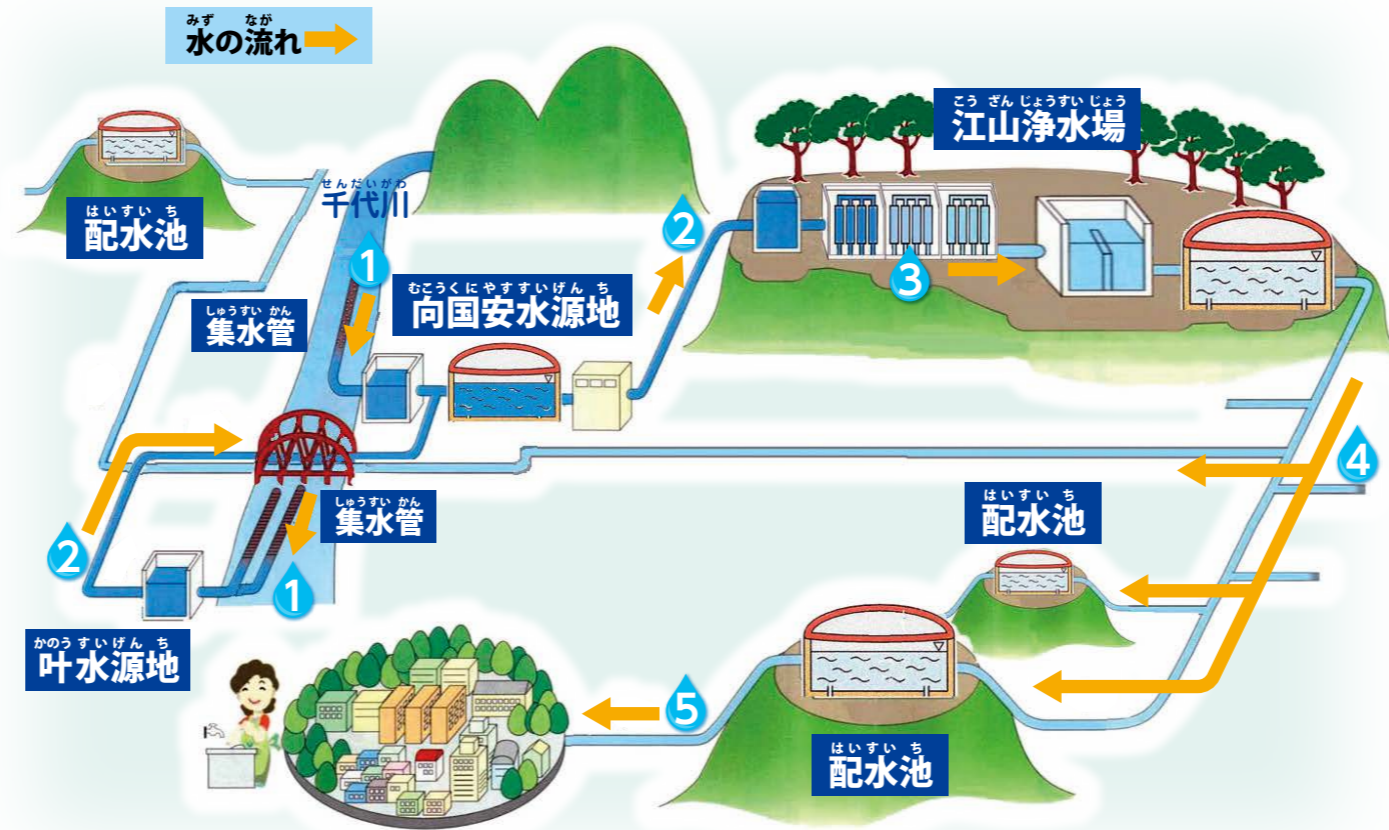 みず なが
水の流れ
こう ざん じょうすい じょう
江山浄水場
せんだいがわ
千代川
はいすい ち
配水池
1
2
むこうくにやすすいげん ち
向国安水源地
3
しゅうすい かん
集水管
4
しゅうすい かん
集水管
はいすい ち
配水池
2
1
かのう すいげん ち
叶水源地
5
はいすい ち
配水池